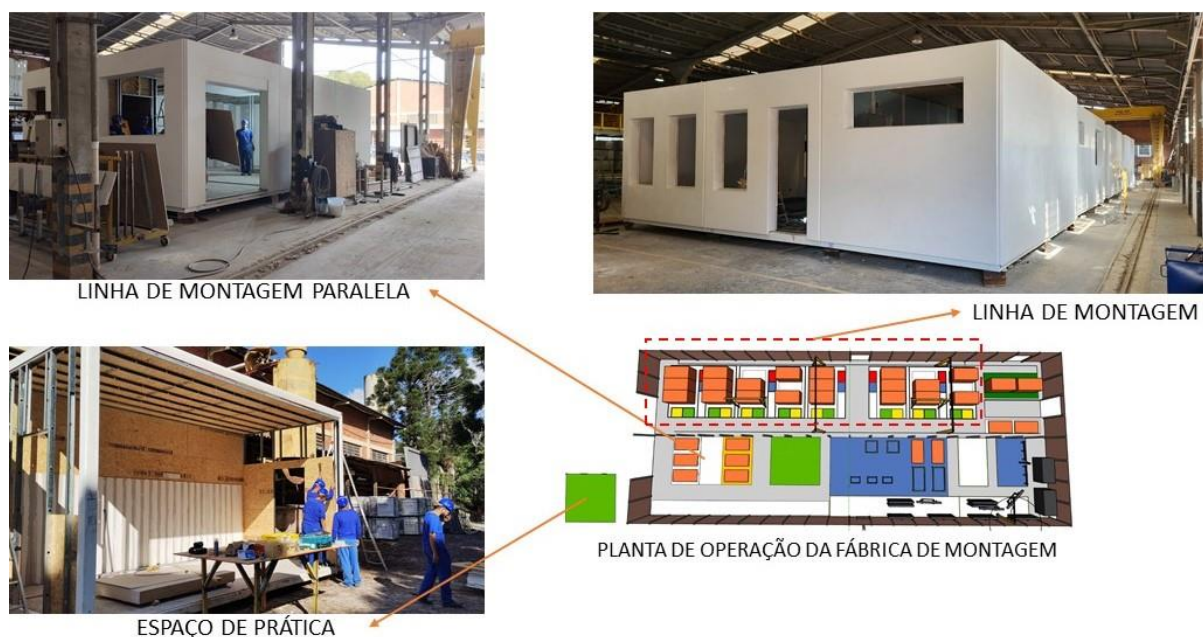 LINHA DE MONTAGEM PARALELA
LINHA DE MONTAGEM
PLANTA DE OPERAÇÃO DA FÁBRICA DE MONTAGEM
ESPAÇO DE PRÁTICA